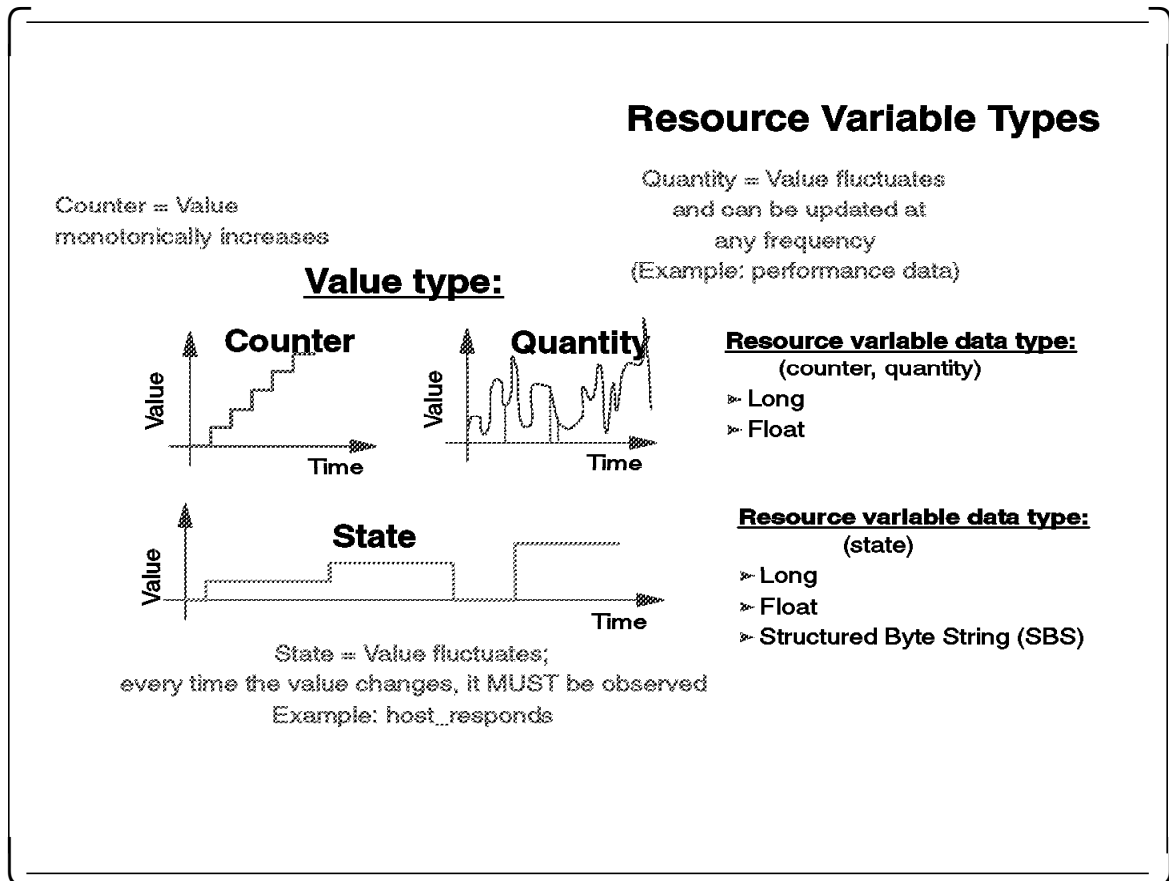 Resource Variable Types
Counter = Value
monotonically increases
Quantity = Value fluctuates
and can be updated at
any frequency
(Example: performance data)
Value type:
Counter
Value
Time
Quantity
Value
Time
Resource variable data type:
(counter, quantity)
➢ Long
➢ Float
State
Value
Time
Resource variable data type:
(state)
➢ Long
➢ Float
➢ Structured Byte String (SBS)
State = Value fluctuates;
every time the value changes, it MUST be observed
Example: host_responds